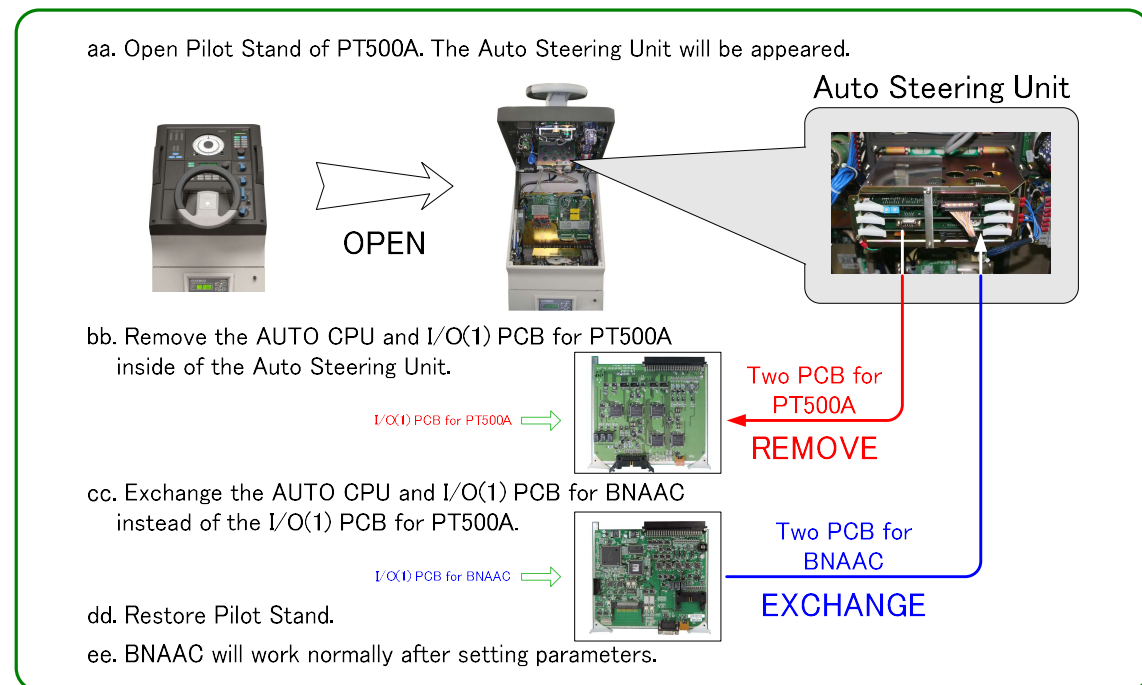 aa. Open Pilot Stand of PT500A. The Auto Steering Unit will be appeared.
Auto Steering Unit
OPEN
bb. Remove the AUTO CPU and I/O(1) PCB for PT500A
inside of the Auto Steering Unit.
I/O(1) PCB for PT500A
Two PCB for
PT500A
REMOVE
cc. Exchange the AUTO CPU and I/O(1) PCB for BNAAC
instead of the I/O(1) PCB for PT500A.
I/O(1) PCB for BNAAC
Two PCB for
BNAAC
EXCHANGE
dd. Restore Pilot Stand.
ee. BNAAC will work normally after setting parameters.